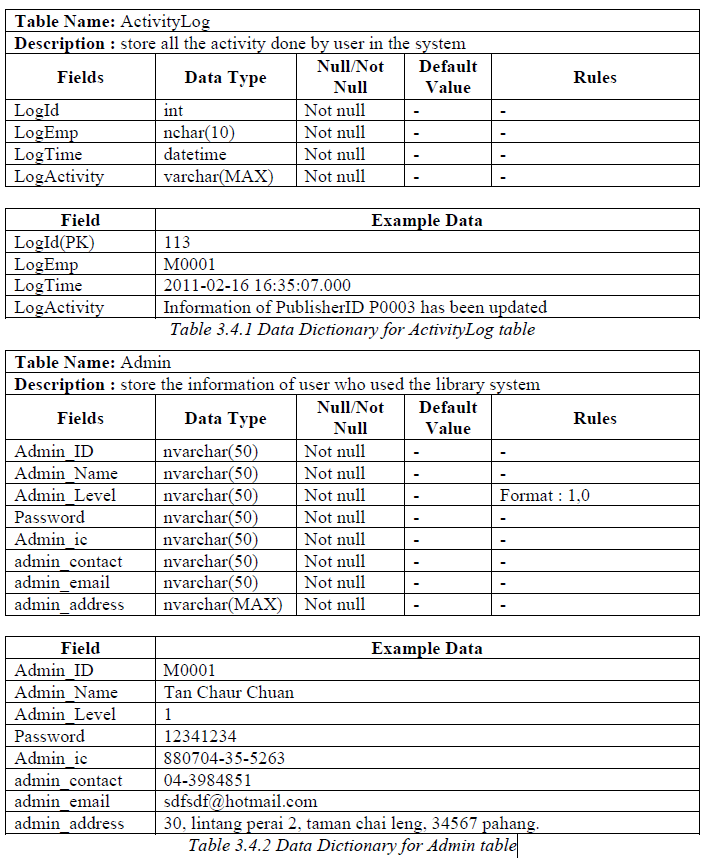 Table Name: ActivityLog
Description : store all the activity done by user in the system
Fields Data Type Null/Not Null Default Value Rules
LogId int Not null - -
LogEmp nchar(10) Not null - -
LogTime datetime Not null - -
LogActivity varchar(MAX) Not null - -
Field Example Data
LogId(PK) 113
LogEmp M0001
LogTime 2011-02-16 16:35:07.000
LogActivity Information of PublisherID P0003 has been updated
Table 3.4.1 Data Dictionary for ActivityLog table
Table Name: Admin
Description : store the information of user who used the library system
Fields Data Type Null/Not Null Default Value Rules
Admin_ID nvarchar(50) Not null - -
Admin_Name nvarchar(50) Not null - -
Admin_Level nvarchar(50) Not null - Format : 1,0
Password nvarchar(50) Not null - -
Admin_ic nvarchar(50) Not null - -
admin_contact nvarchar(50) Not null - -
admin_email nvarchar(50) Not null - -
admin_address nvarchar(MAX) Not null - -
Field Example Data
Admin_ID M0001
Admin_Name Tan Chaur Chuan
Admin_Level 1
Password 12341234
Admin_ic 880704-35-5263
admin_contact 04-3984851
admin_email sdfsdf@hotmail.com
admin_address 30, lintang perai 2, taman chai leng, 34567 pahang.
Table 3.4.2 Data Dictionary for Admin table